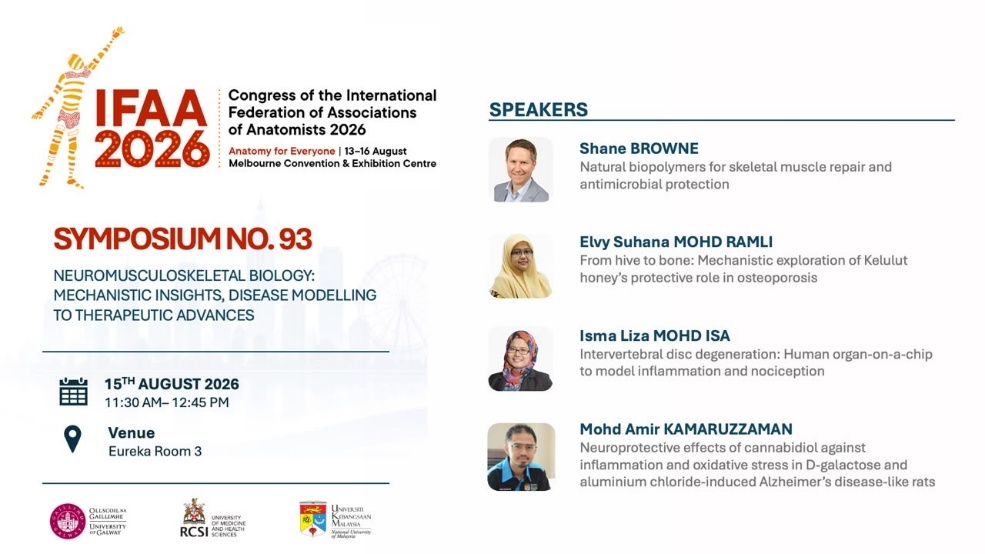 IFAA
2026
Congress of the International
Federation of Associations
of Anatomists 2026
Anatomy for Everyone | 13–16 August
Melbourne Convention & Exhibition Centre
SYMPOSIUM NO. 93
NEUROMUSCULOSKELETAL BIOLOGY:
MECHANISTIC INSIGHTS, DISEASE MODELLING
TO THERAPEUTIC ADVANCES
15TH AUGUST 2026
11:30 AM– 12:45 PM
Venue
Eureka Room 3
OLLSCOIL NA
GAILLIMHE
UNIVERSITY
OF GALWAY
RCSI
UNIVERSITY
OF MEDICINE
AND HEALTH
SCIENCES
UNIVERSITI
KEBANGSAAN
MALAYSIA
National University
of Malaysia
SPEAKERS
Shane BROWNE
Natural biopolymers for skeletal muscle repair and
antimicrobial protection
Elvy Suhana MOHD RAMLI
From hive to bone: Mechanistic exploration of Kelulut
honey's protective role in osteoporosis
Isma Liza MOHD ISA
Intervertebral disc degeneration: Human organ-on-a-chip
to model inflammation and nociception
Mohd Amir KAMARUZZAMAN
Neuroprotective effects of cannabidiol against
inflammation and oxidative stress in D-galactose and
aluminium chloride-induced Alzheimer's disease-like rats